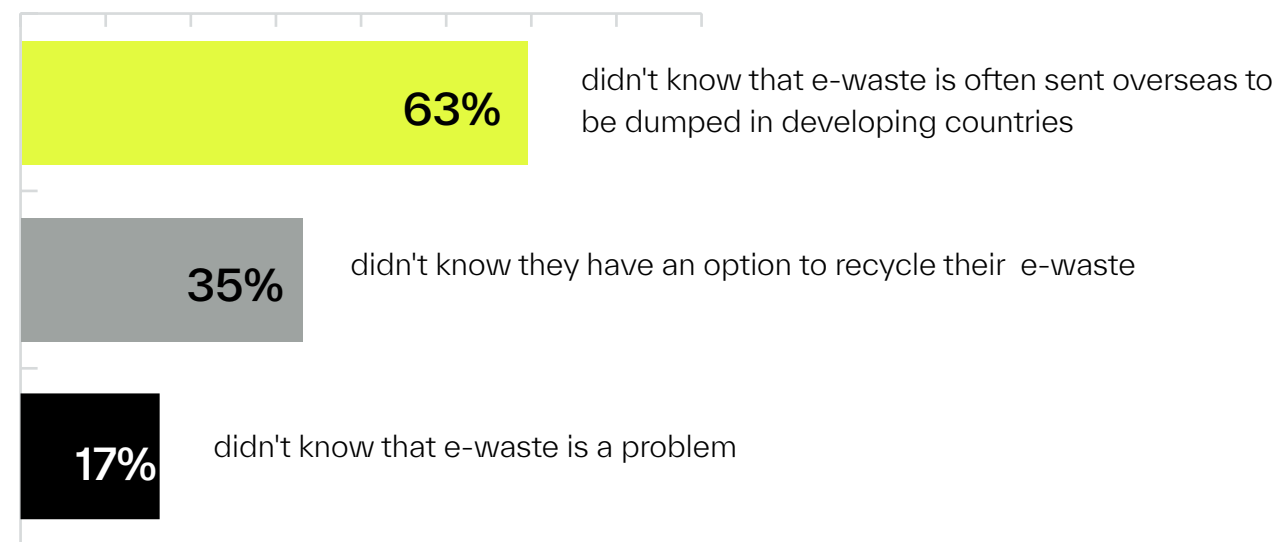 63%
didn't know that e-waste is often sent overseas to
be dumped in developing countries
35%
didn't know they have an option to recycle their  e-waste
17%
didn't know that e-waste is a problem